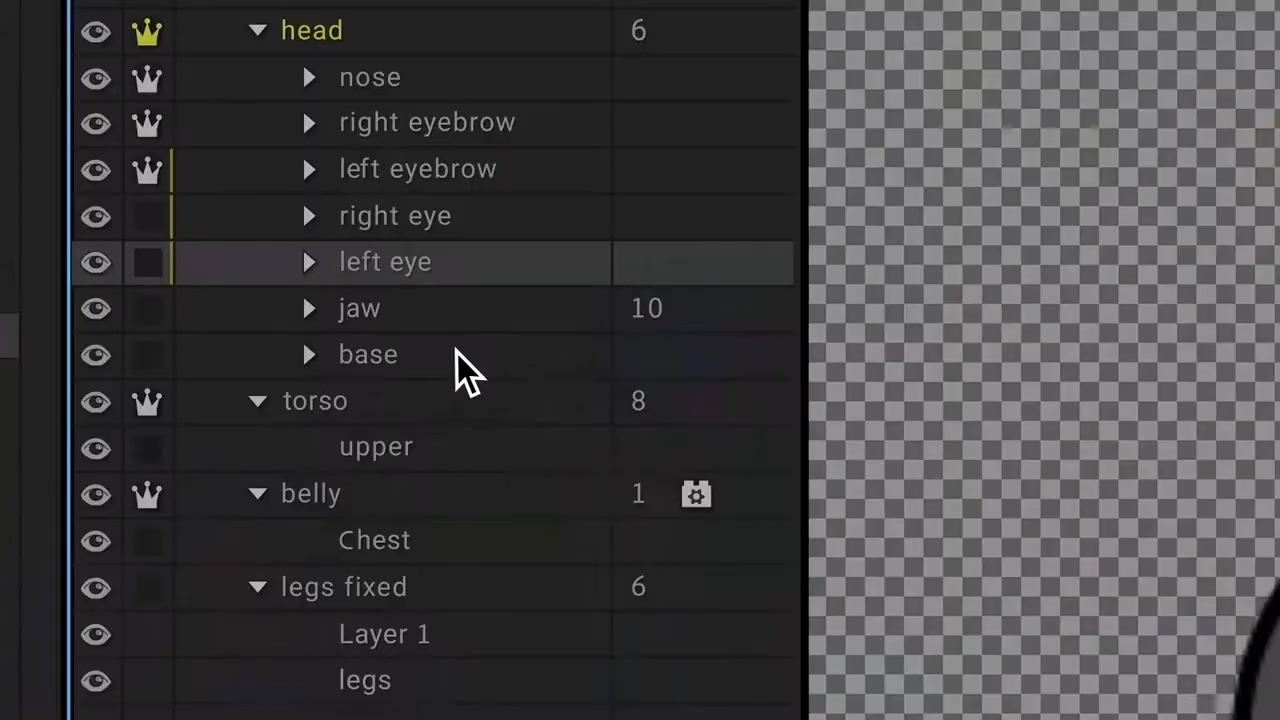 head 6
nose
right eyebrow
left eyebrow
right eye
left eye
jaw 10
base
torso 8
upper
belly 1
Chest
legs fixed 6
Layer 1
legs